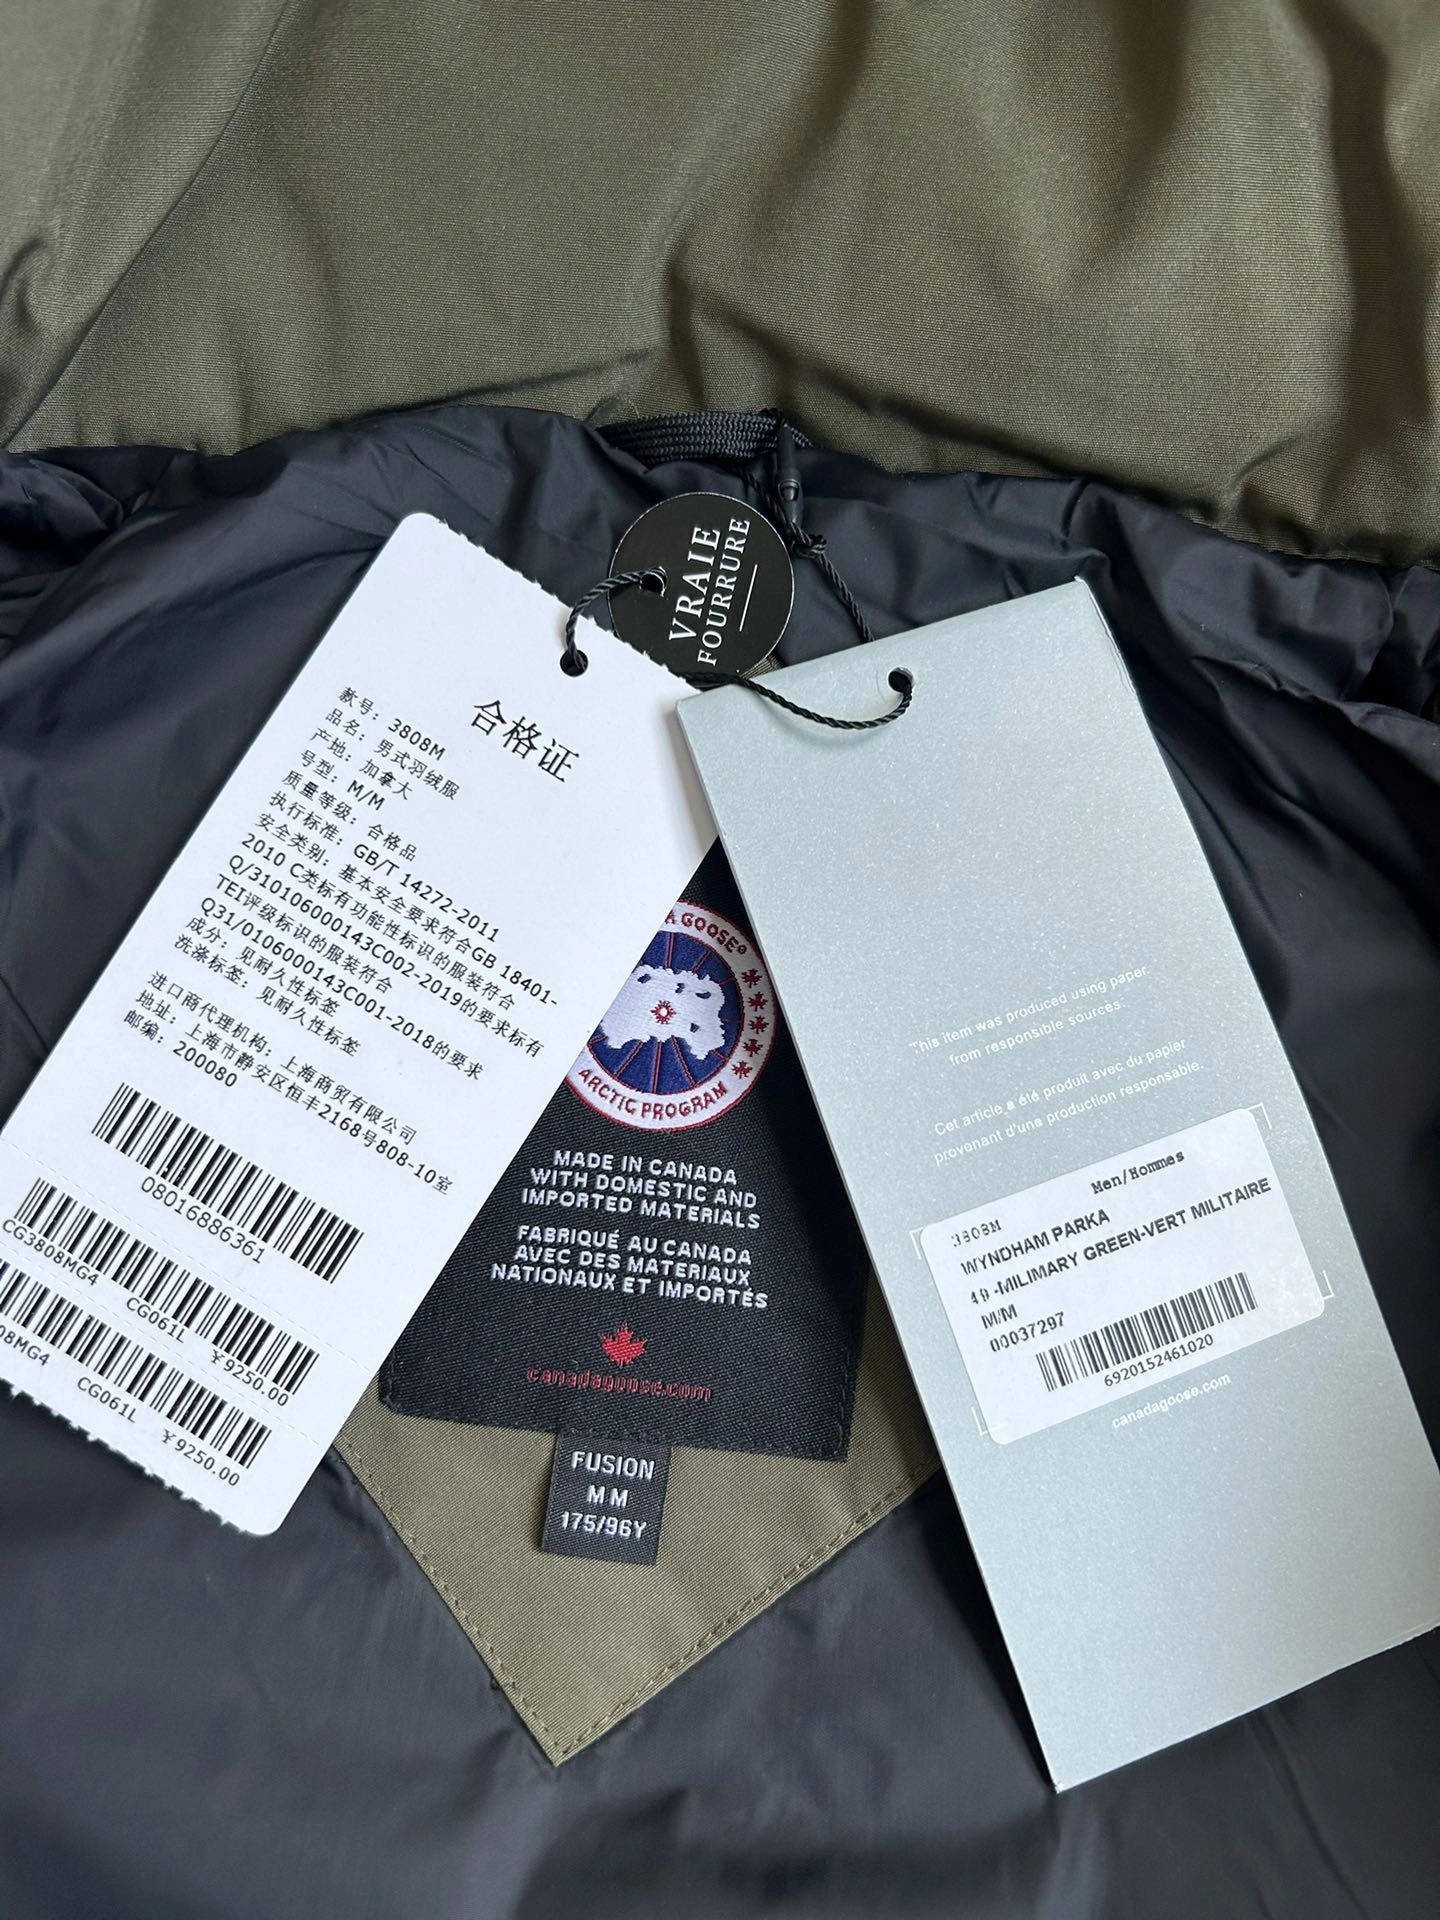 VRAIE
FOURRURE
合格证
款号: 3808M
品名: 男式羽绒服
产地: 加拿大
号型: M/M
质量等级: 合格品
执行标准: GB/T 14272-2011
安全类别: 基本安全要求符合GB 18401-
2010 C类标有功能性标识的服装符合
Q/3101060000143C002-2019的要求标有
TEI评级标识的服装符合
Q31/0106000143C001-2018的要求
成分: 见耐久性标签
洗涤标签: 见耐久性标签
进口商代理机构: 上海商贸有限公司
地址: 上海市静安区恒丰2168号808-10室
邮编: 200080
08016886361
CG3808MG4 CG061L ¥9250.00
08MG4 CG061L ¥9250.00
A GOOSE®
ARCTIC PROGRAM
MADE IN CANADA
WITH DOMESTIC AND
IMPORTED MATERIALS
FABRIQUÉ AU CANADA
AVEC DES MATERIAUX
NATIONAUX ET IMPORTÉS
canadagoose.com
FUSION
M M
175/96Y
This item was produced using paper.
from responsible sources.
Cet article a été produit avec du papier
provenant d'une production responsable.
Men/Hommes
3808M
WYNDHAM PARKA
49-MILIMARY GREEN-VERT MILITAIRE
M/M
00037297
6920152461020
canadagoose.com